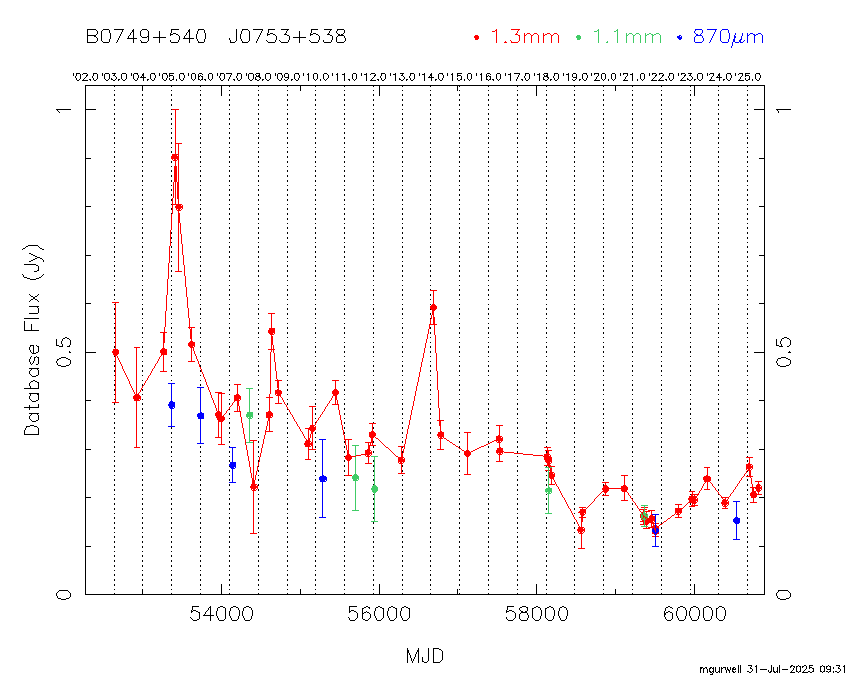 B0749+540 J0753+538 1.3mm 1.1mm 870μm
'02.0 '03.0 '04.0 '05.0 '06.0 '07.0 '08.0 '09.0 '10.0 '11.0 '12.0 '13.0 '14.0 '15.0 '16.0 '17.0 '18.0 '19.0 '20.0 '21.0 '22.0 '23.0 '24.0 '25.0
1 1
Database Flux (Jy)
0.5 0.5
0 0
54000 56000 58000 60000
MJD
mgurwell 31-Jul-2025 09:31